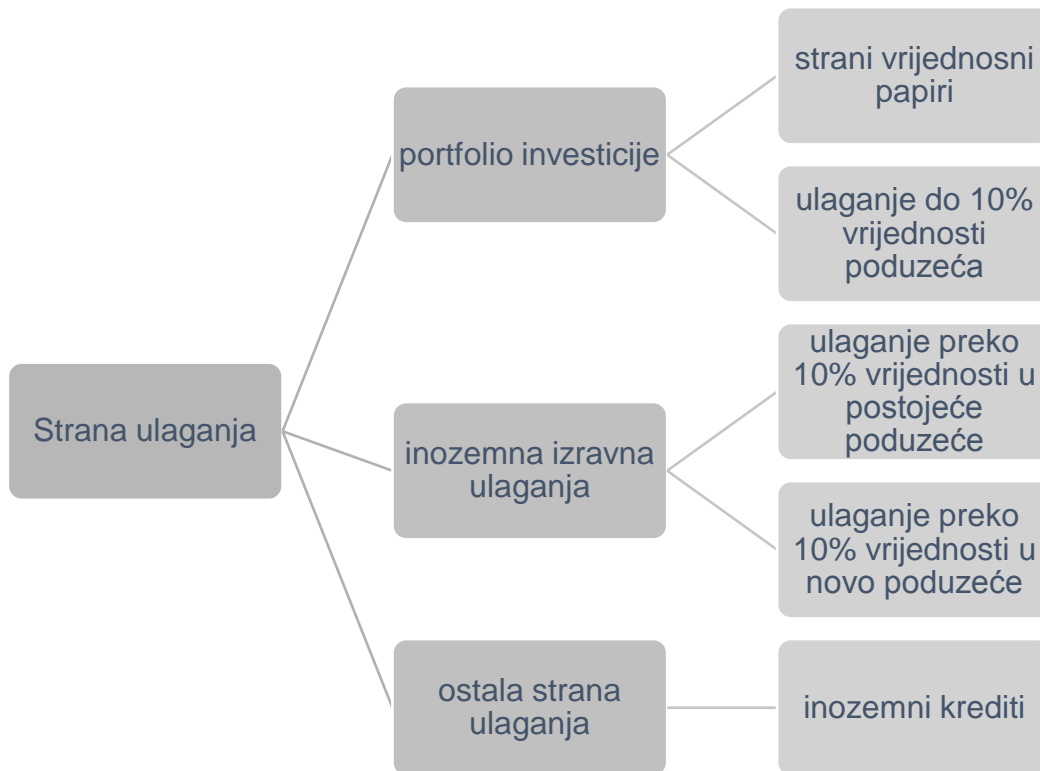 Strana ulaganja
portfolio investicije
strani vrijednosni
papiri
ulaganje do 10%
vrijednosti
poduzeća
inozemna izravna
ulaganja
ulaganje preko
10% vrijednosti u
postojeće
poduzeće
ulaganje preko
10% vrijednosti u
novo poduzeće
ostala strana
ulaganja
inozemni krediti